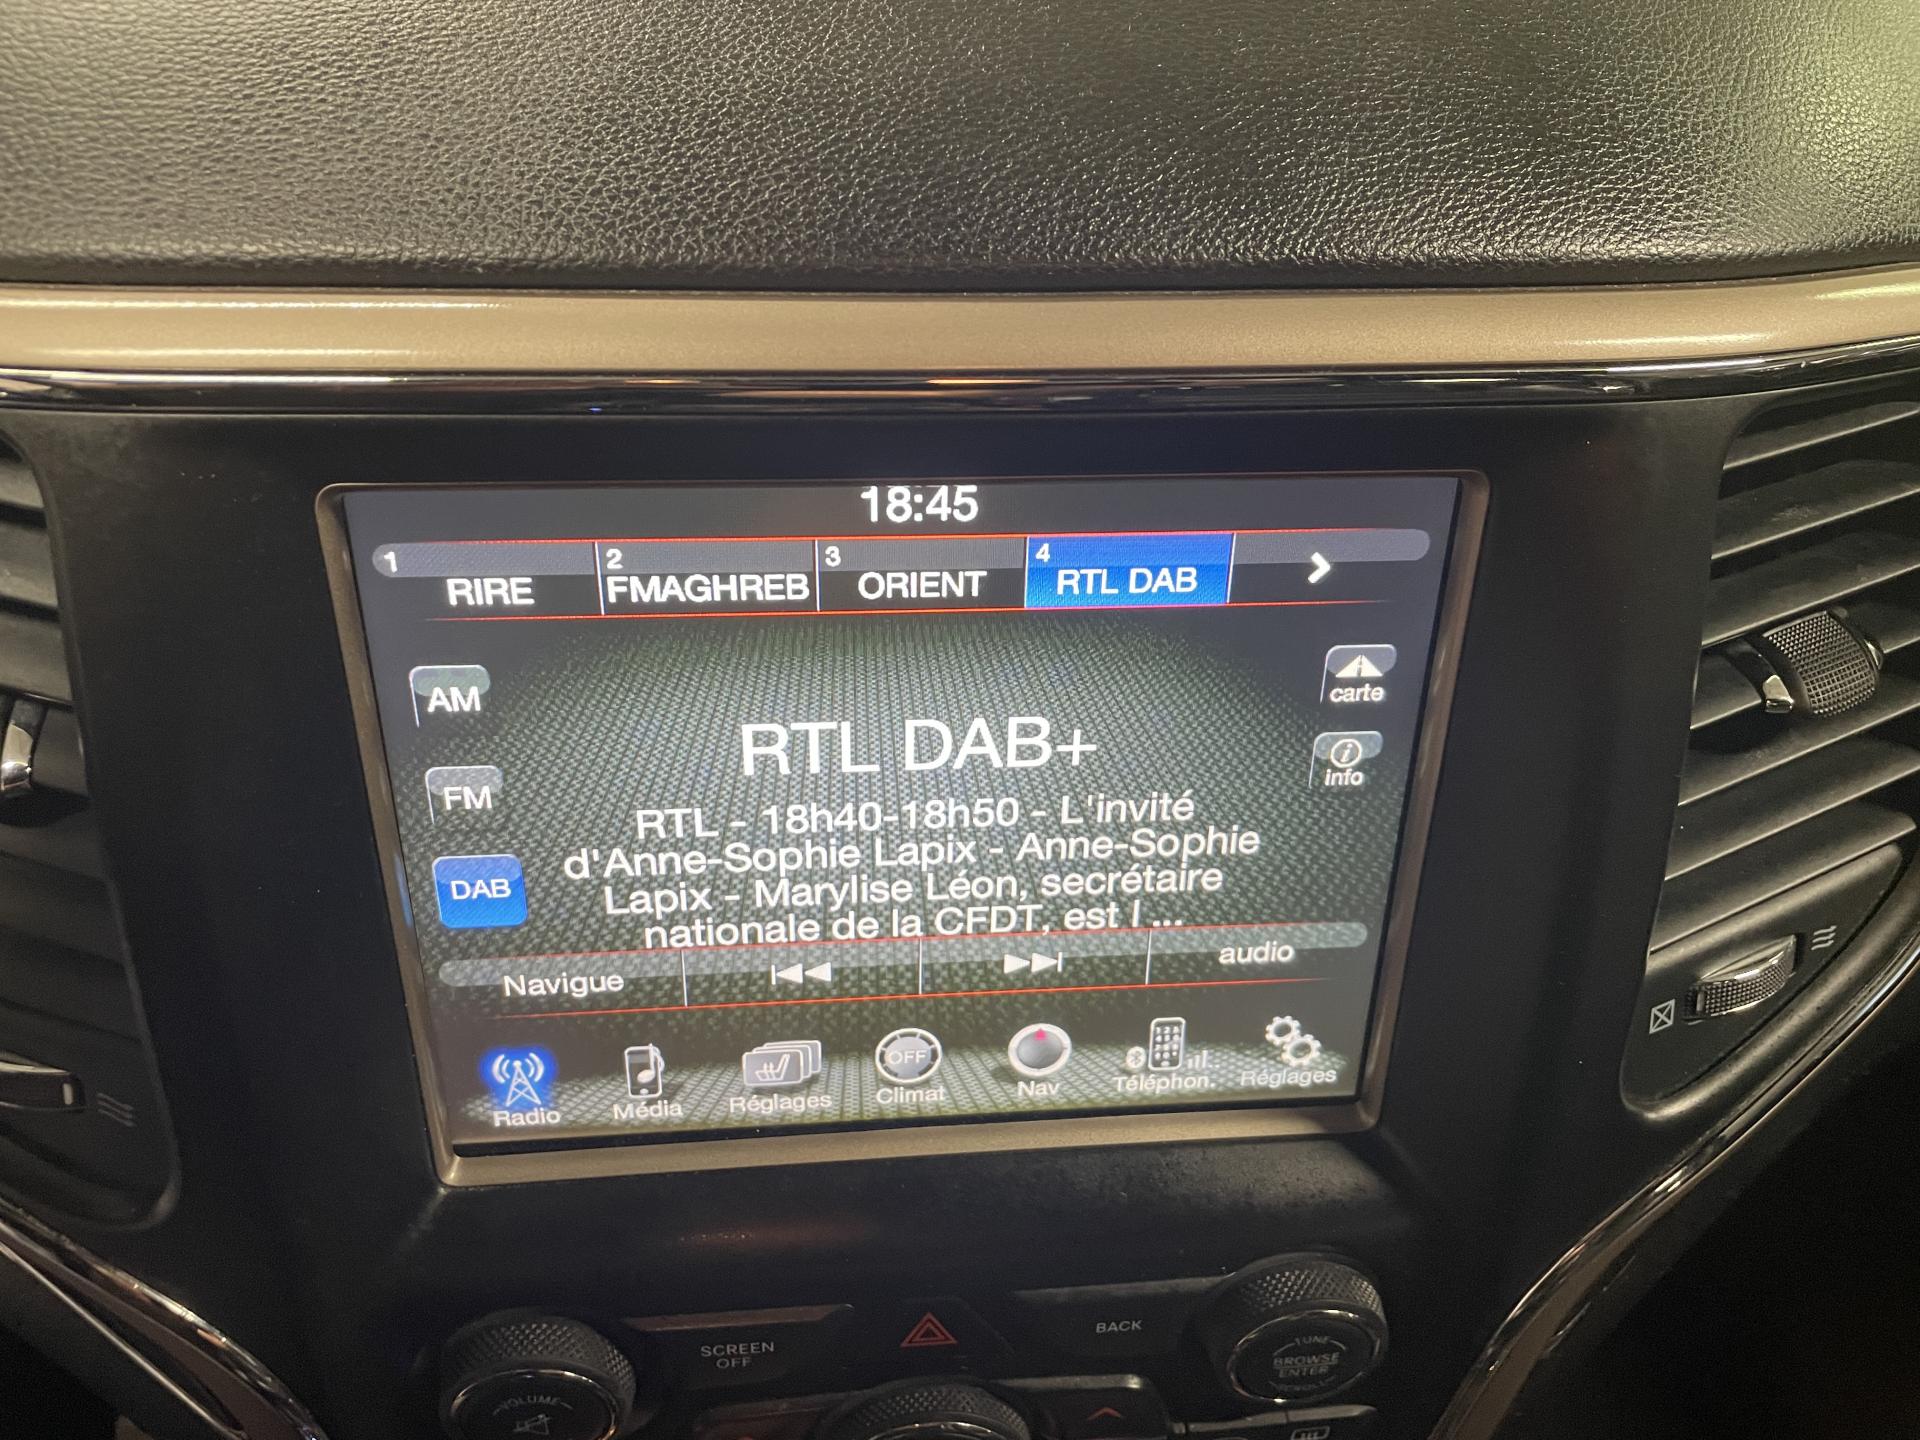 18:45
1 RIRE
2 FMAGHREB
3 ORIENT
4 RTL DAB
AM
carte
FM
info
DAB
RTL DAB+
RTL - 18h40-18h50 - L'invité
d'Anne-Sophie Lapix - Anne-Sophie
Lapix - Marylise Léon, secrétaire
nationale de la CFDT, est l ...
Navigue
audio
Radio
Média
Réglages
OFF
Climat
Nav
Téléphon.
Réglages
SCREEN
OFF
BACK
VOLUME
TUNE
BROWSE
ENTER
SCROLL